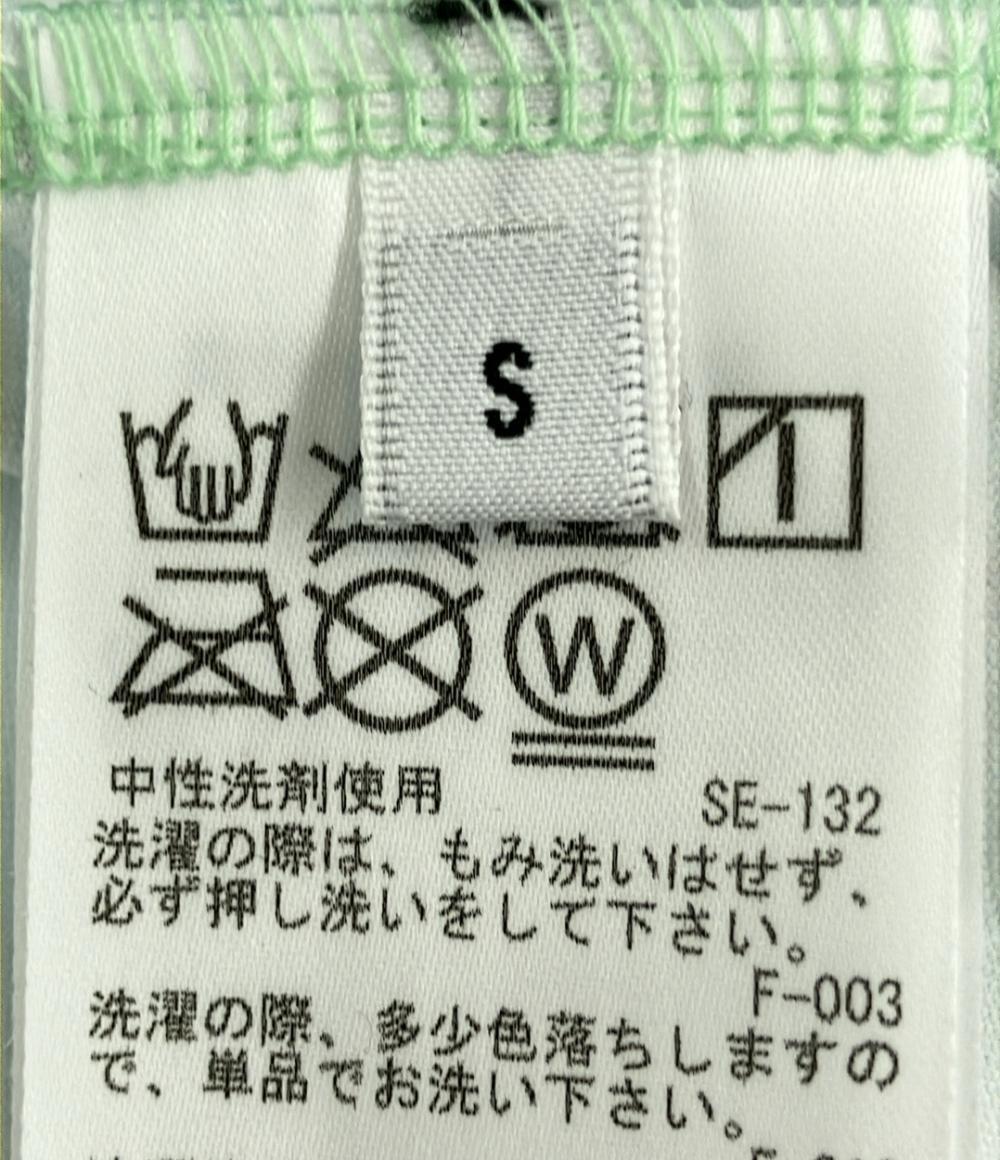 S
W
中性洗剤使用
SE-132
洗濯の際は、もみ洗いはせず、
必ず押し洗いをして下さい。
F-003
洗濯の際、多少色落ちしますの
で、単品でお洗い下さい。